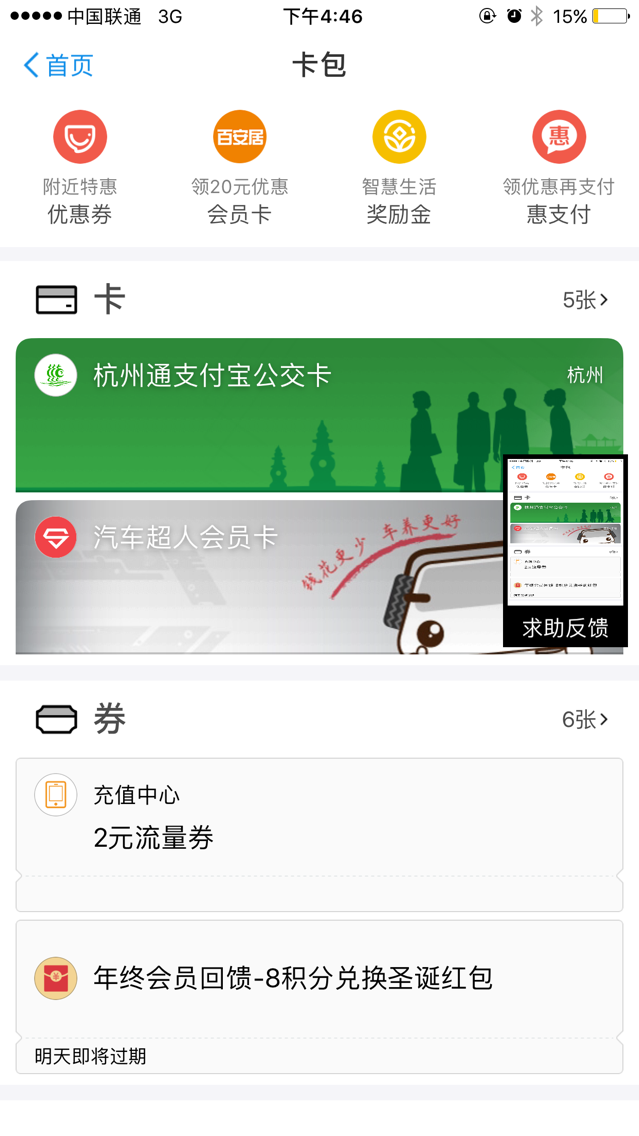 中国联通 3G 下午4:46 15%
首页 卡包
百安居 惠
附近特惠 领20元优惠 智慧生活 领优惠再支付
优惠券 会员卡 奖励金 惠支付
卡 5张
杭州通支付宝公交卡 杭州
汽车超人会员卡
钱花更少 车养更好
求助反馈
券 6张
充值中心
2元流量券
年终会员回馈-8积分兑换圣诞红包
明天即将过期